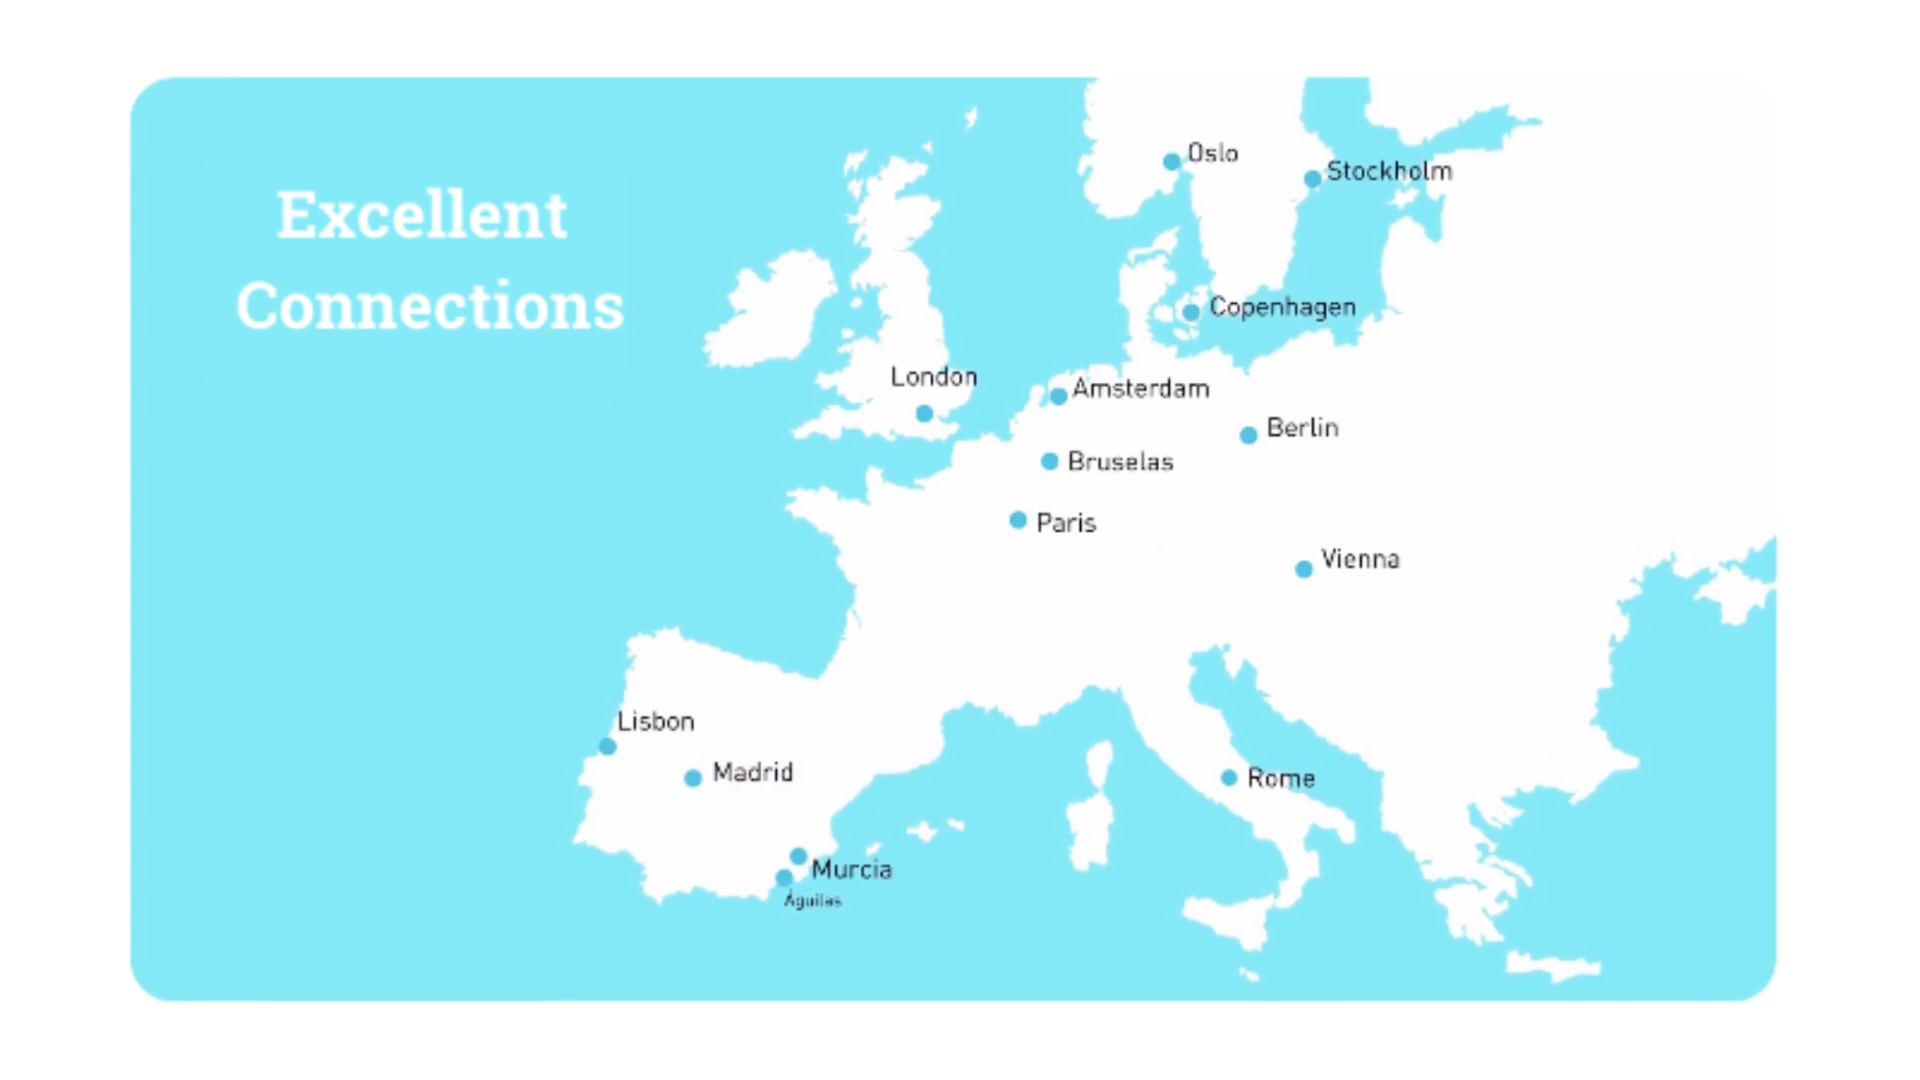 Excellent
Connections
Oslo
Stockholm
Copenhagen
London
Amsterdam
Berlin
Bruselas
Paris
Vienna
Lisbon
Madrid
Rome
Murcia
Águilas